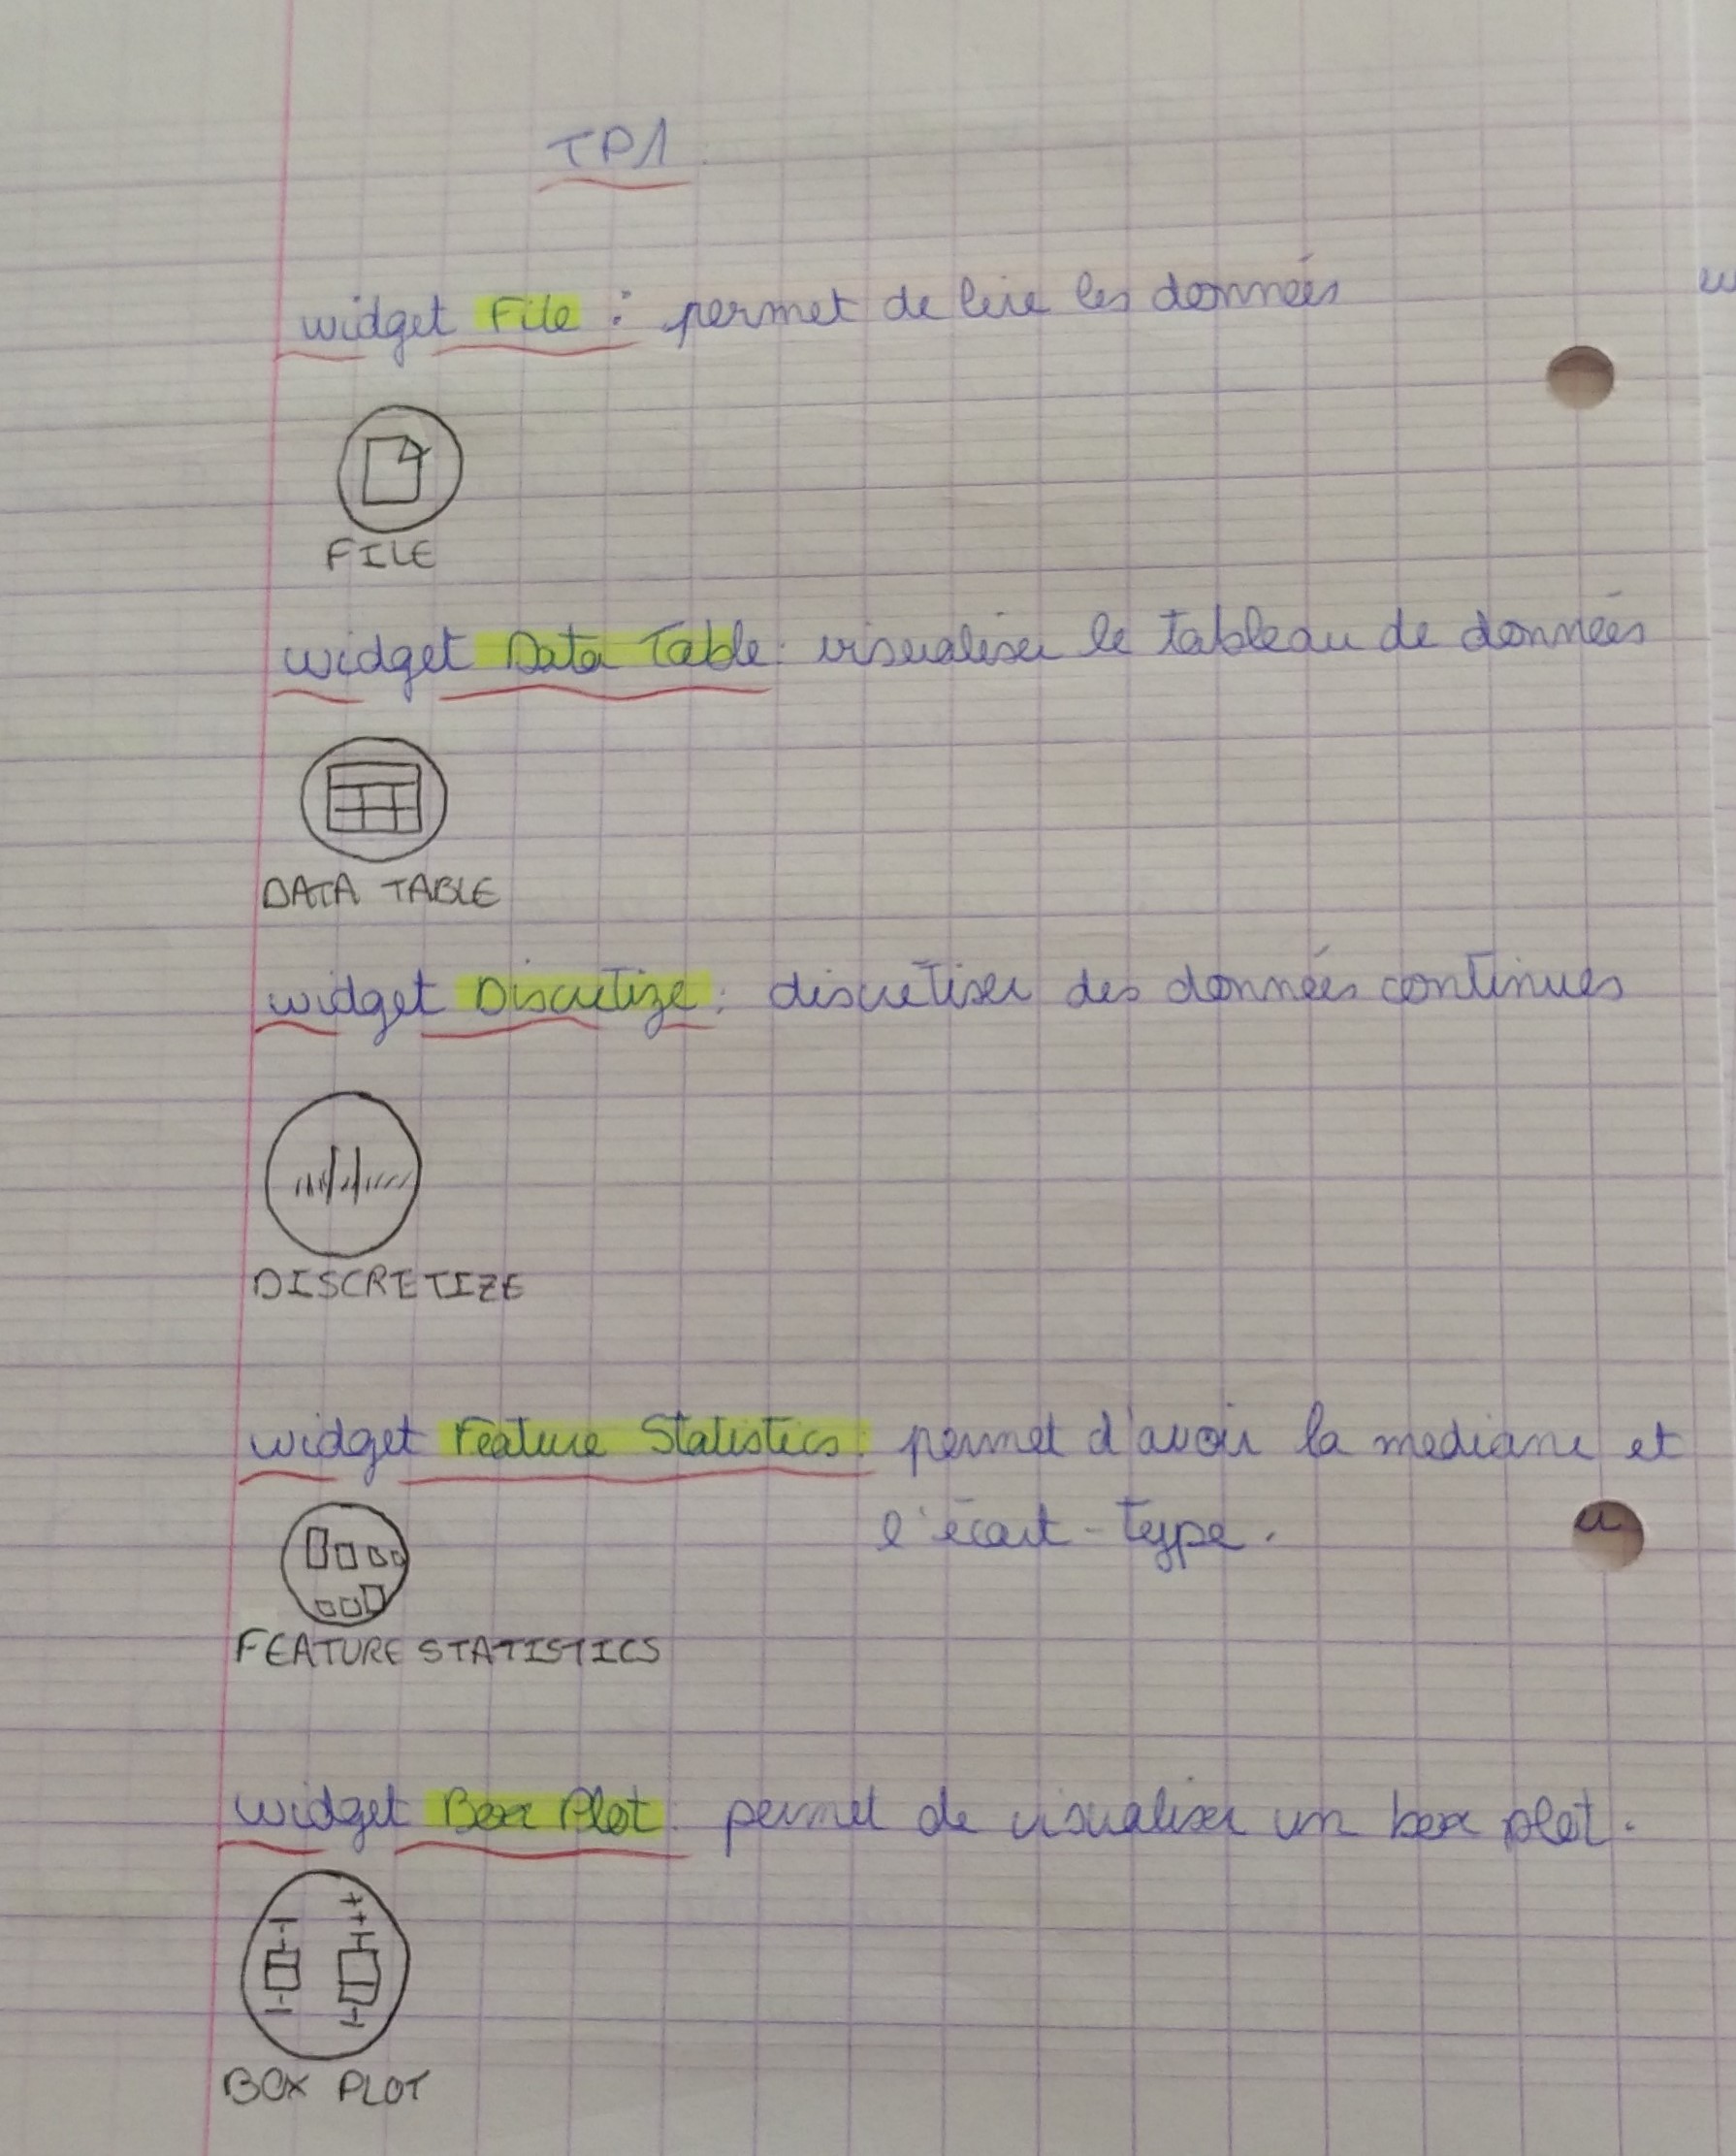 TP1
widget File : permet de lire les données
FILE
widget Data Table : visualiser le tableau de données
DATA TABLE
widget Discretize : discrétiser des données continues
DISCRETIZE
widget Feature Statistics : permet d'avoir la mediane et
l'écart-type.
FEATURE STATISTICS
widget Box Plot : permet de visualiser un box plot.
BOX PLOT